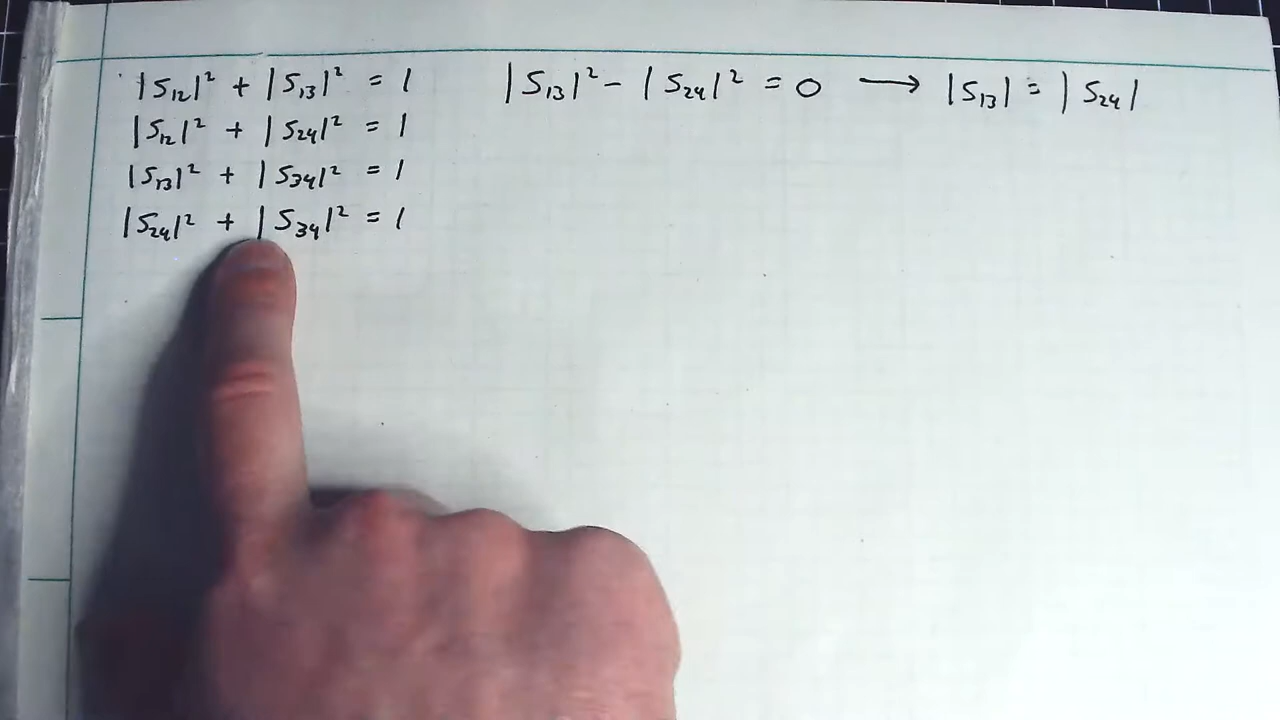 |S₁₂|² + |S₁₃|² = 1
|S₁₂|² + |S₂₄|² = 1
|S₁₃|² + |S₃₄|² = 1
|S₂₄|² + |S₃₄|² = 1
|S₁₃|² - |S₂₄|² = 0 → |S₁₃| = |S₂₄|